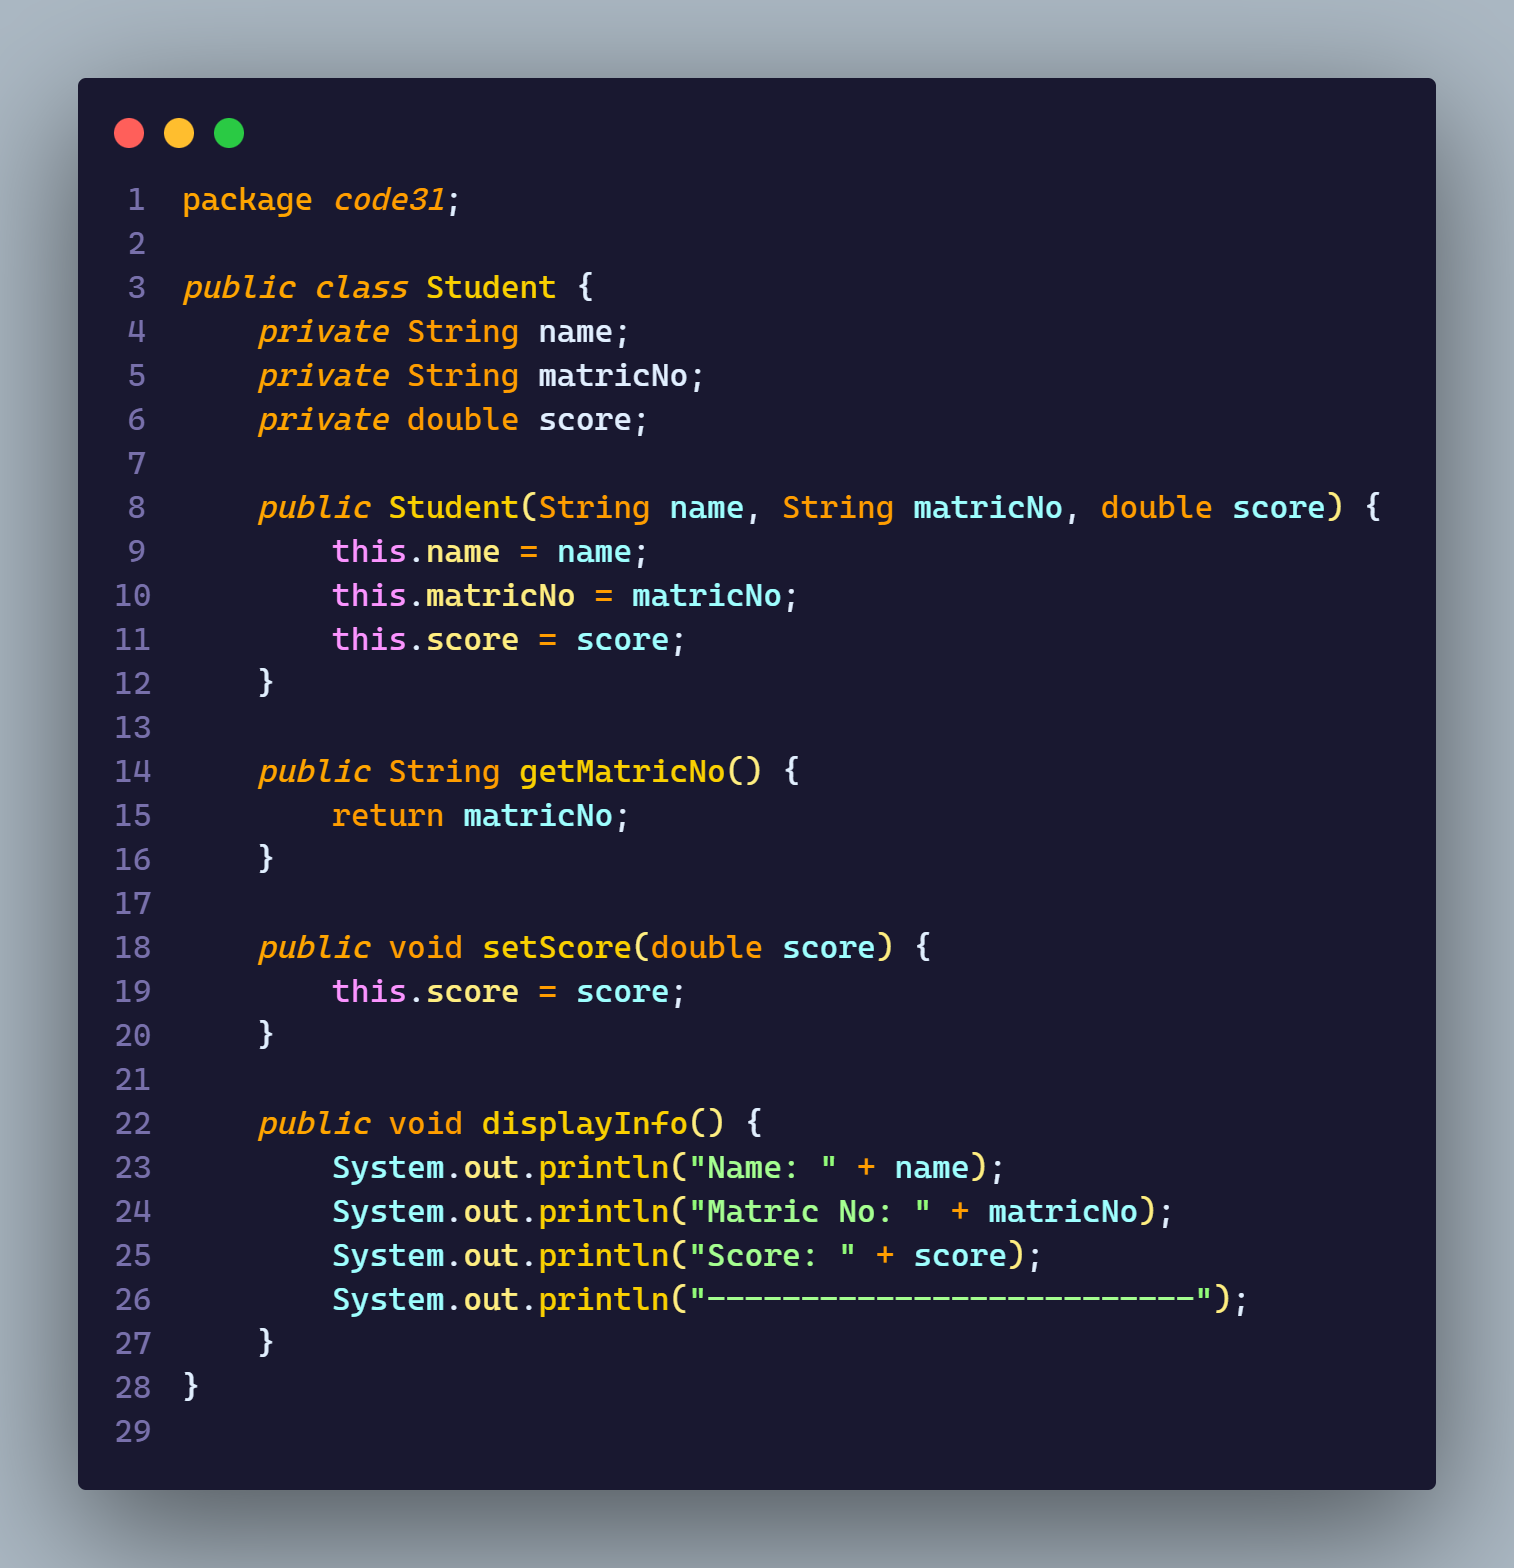 1 package code31;
2
3 public class Student {
4     private String name;
5     private String matricNo;
6     private double score;
7
8     public Student(String name, String matricNo, double score) {
9         this.name = name;
10         this.matricNo = matricNo;
11         this.score = score;
12     }
13
14     public String getMatricNo() {
15         return matricNo;
16     }
17
18     public void setScore(double score) {
19         this.score = score;
20     }
21
22     public void displayInfo() {
23         System.out.println("Name: " + name);
24         System.out.println("Matric No: " + matricNo);
25         System.out.println("Score: " + score);
26         System.out.println("--------------------------");
27     }
28 }
29